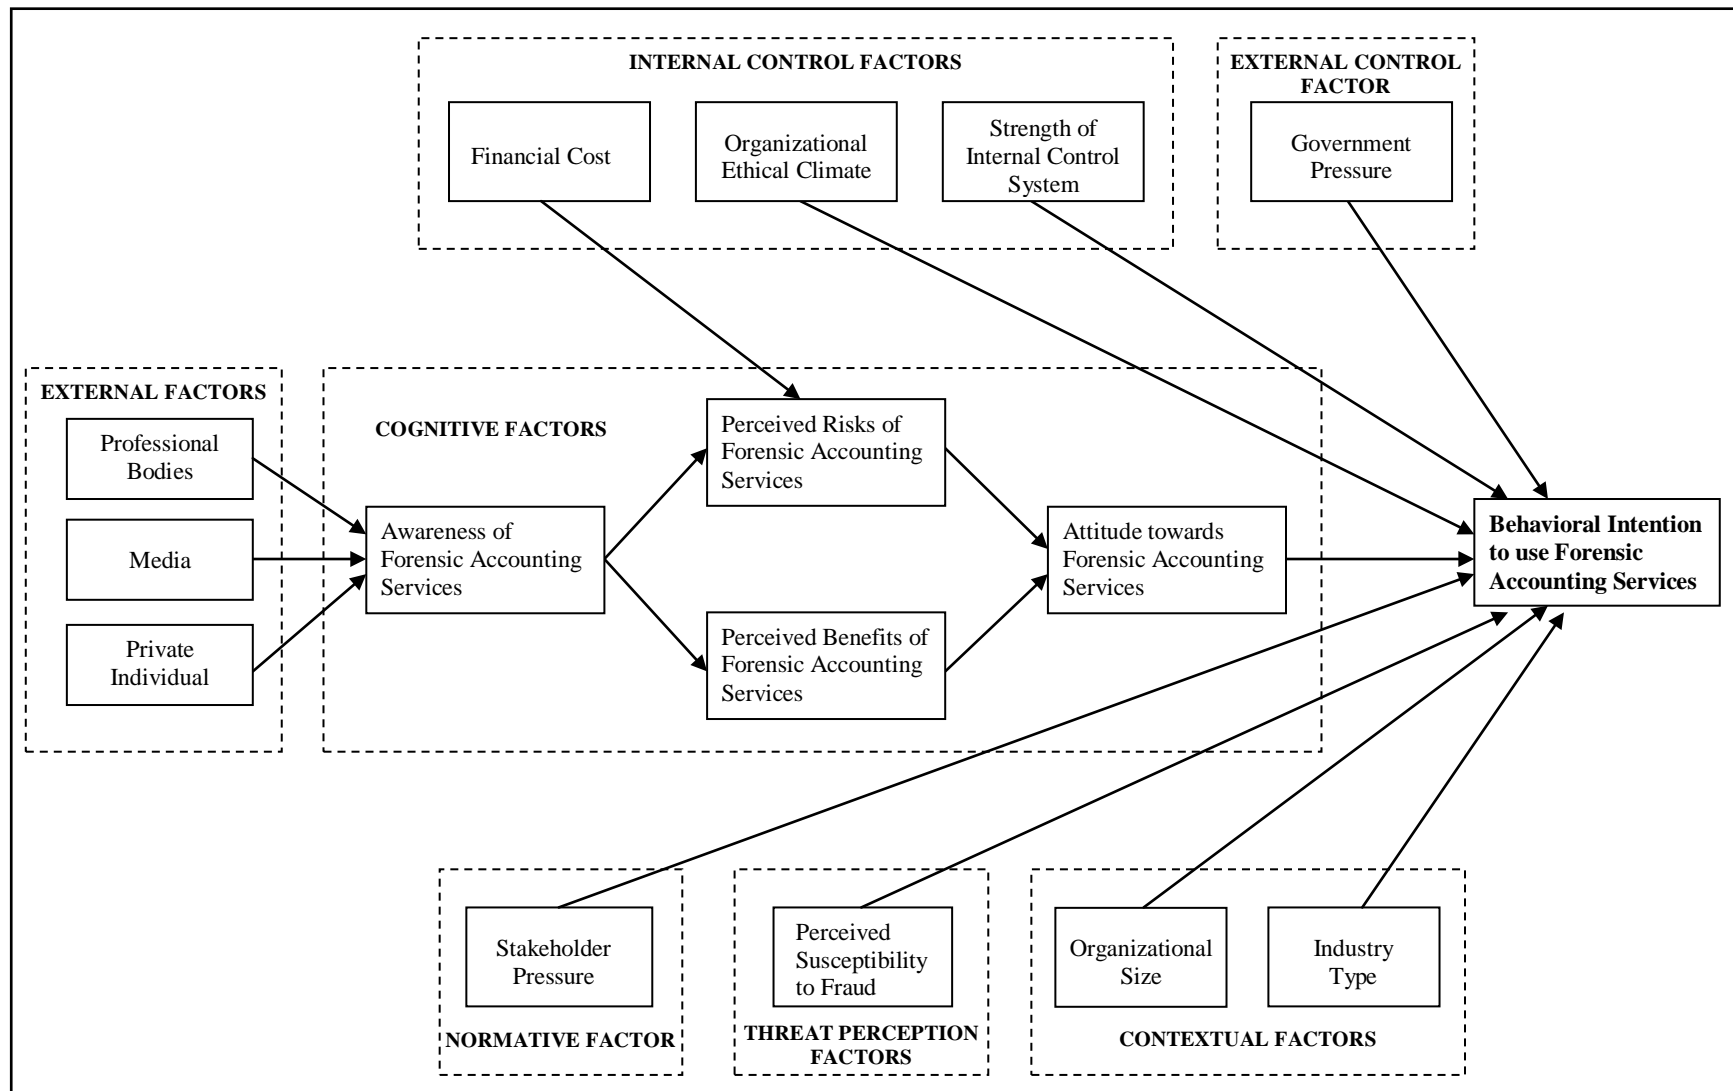 INTERNAL CONTROL FACTORS
EXTERNAL CONTROL
FACTOR
Financial Cost
Organizational
Ethical Climate
Strength of
Internal Control
System
Government
Pressure
EXTERNAL FACTORS
Professional
Bodies
Media
Private
Individual
COGNITIVE FACTORS
Awareness of
Forensic Accounting
Services
Perceived Risks of
Forensic Accounting
Services
Perceived Benefits of
Forensic Accounting
Services
Attitude towards
Forensic Accounting
Services
Behavioral Intention
to use Forensic
Accounting Services
Stakeholder
Pressure
NORMATIVE FACTOR
Perceived
Susceptibility
to Fraud
THREAT PERCEPTION
FACTORS
Organizational
Size
Industry
Type
CONTEXTUAL FACTORS